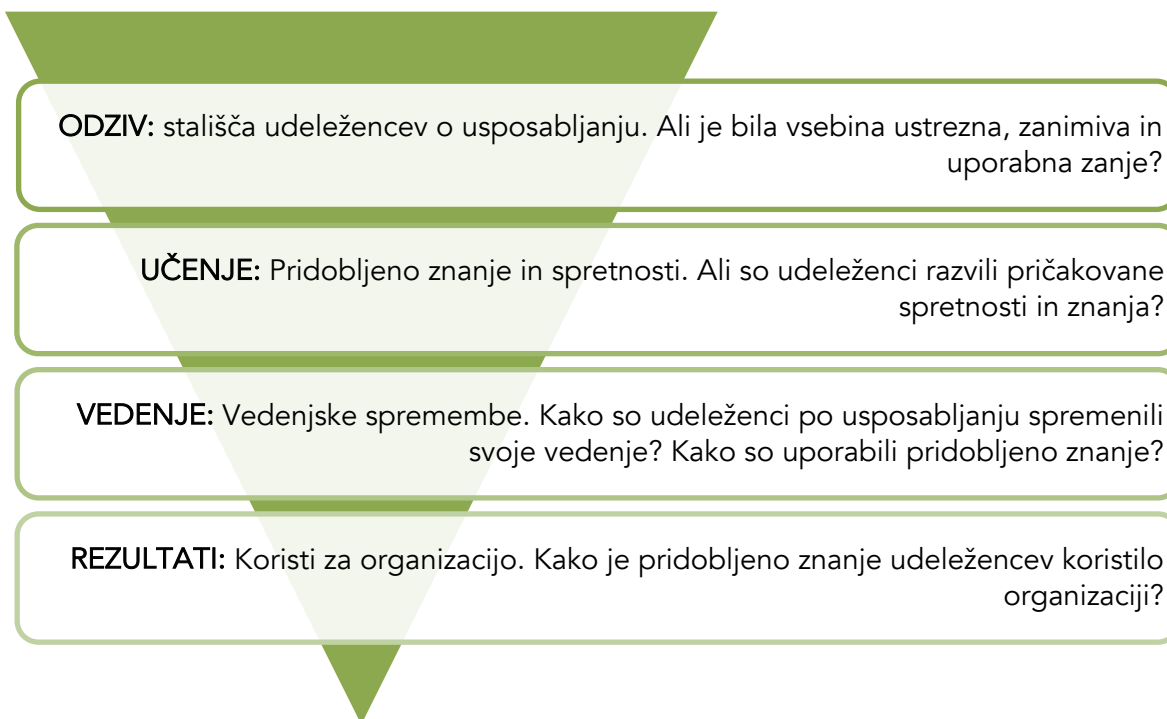 ODZIV: stališča udeležencev o usposabljanju. Ali je bila vsebina ustrezna, zanimiva in
uporabna zanje?
UČENJE: Pridobljeno znanje in spretnosti. Ali so udeleženci razvili pričakovane
spretnosti in znanja?
VEDENJE: Vedenjske spremembe. Kako so udeleženci po usposabljanju spremenili
svoje vedenje? Kako so uporabili pridobljeno znanje?
REZULTATI: Koristi za organizacijo. Kako je pridobljeno znanje udeležencev koristilo
organizaciji?